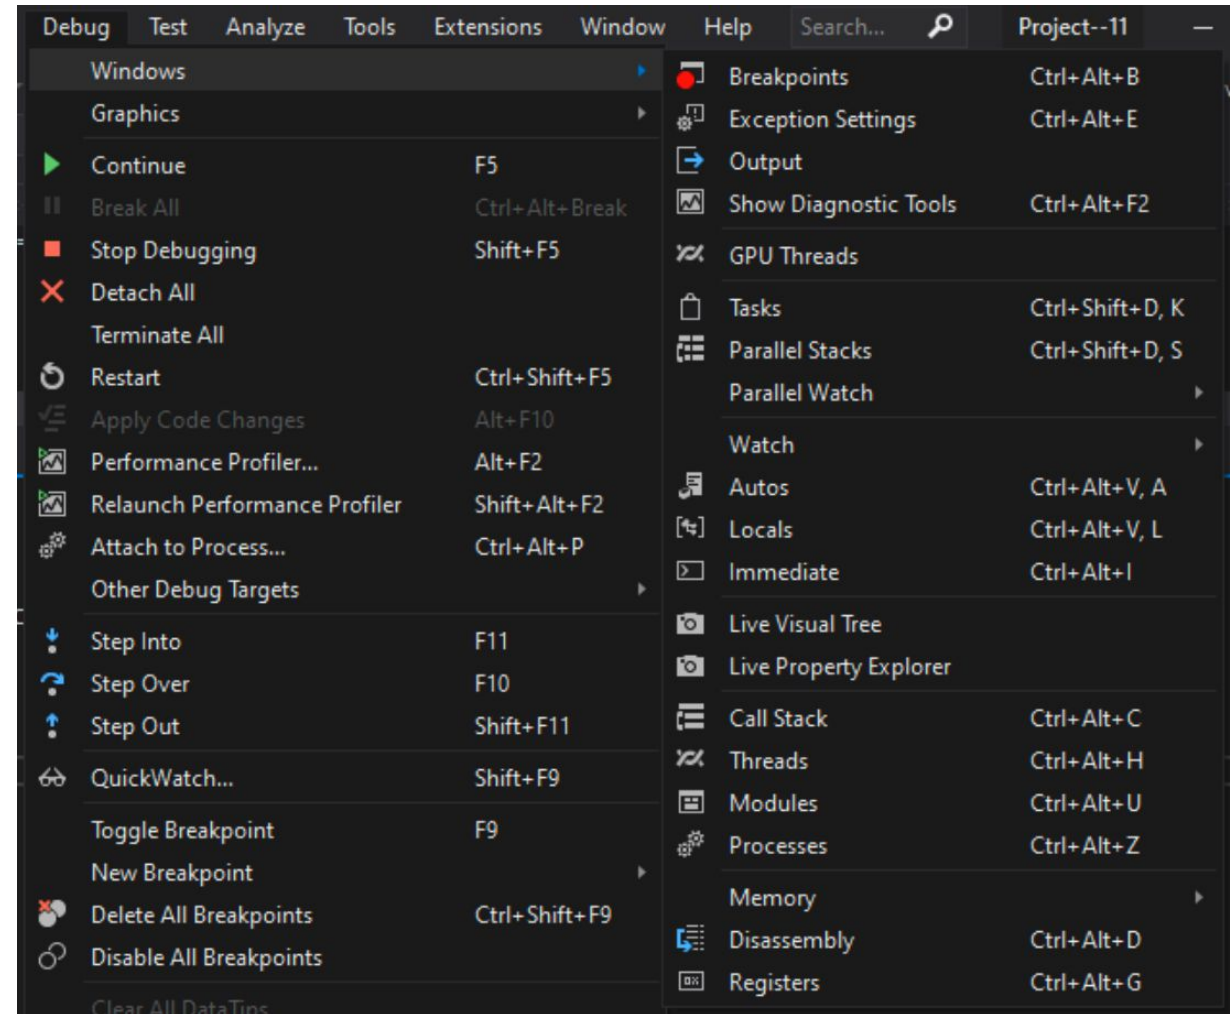 Debug Test Analyze Tools Extensions Window Help Search... Project--11
Windows
Graphics
Continue F5
Break All Ctrl+Alt+Break
Stop Debugging Shift+F5
Detach All
Terminate All
Restart Ctrl+Shift+F5
Apply Code Changes Alt+F10
Performance Profiler... Alt+F2
Relaunch Performance Profiler Shift+Alt+F2
Attach to Process... Ctrl+Alt+P
Other Debug Targets
Step Into F11
Step Over F10
Step Out Shift+F11
QuickWatch... Shift+F9
Toggle Breakpoint F9
New Breakpoint
Delete All Breakpoints Ctrl+Shift+F9
Disable All Breakpoints
Clear All DataTips
Breakpoints Ctrl+Alt+B
Exception Settings Ctrl+Alt+E
Output
Show Diagnostic Tools Ctrl+Alt+F2
GPU Threads
Tasks Ctrl+Shift+D, K
Parallel Stacks Ctrl+Shift+D, S
Parallel Watch
Watch
Autos Ctrl+Alt+V, A
Locals Ctrl+Alt+V, L
Immediate Ctrl+Alt+I
Live Visual Tree
Live Property Explorer
Call Stack Ctrl+Alt+C
Threads Ctrl+Alt+H
Modules Ctrl+Alt+U
Processes Ctrl+Alt+Z
Memory
Disassembly Ctrl+Alt+D
Registers Ctrl+Alt+G